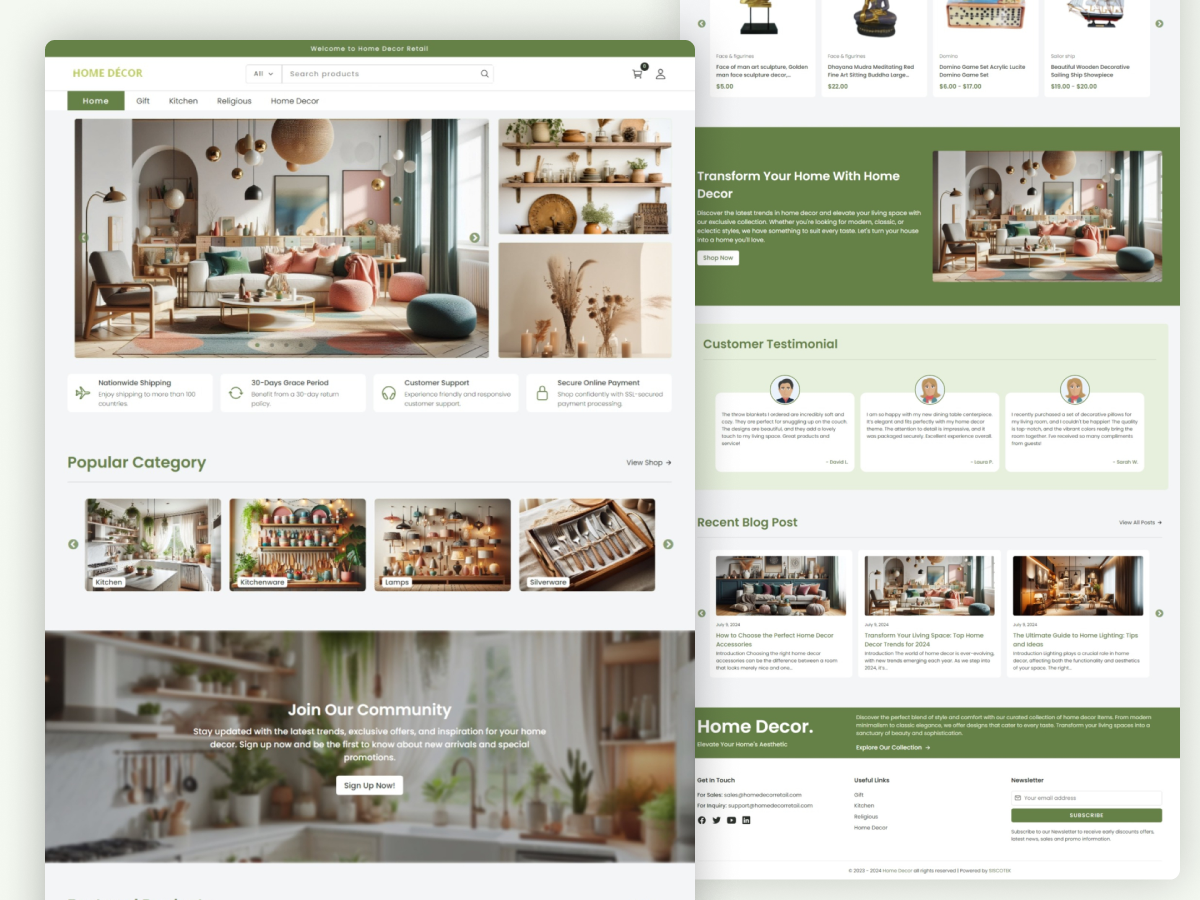 Welcome to Home Decor Retail
HOME DÉCOR
All
Search products
0
Home
Gift
Kitchen
Religious
Home Decor
Nationwide Shipping
Enjoy shipping to more than 100
countries.
30-Days Grace Period
Benefit from a 30-day return
policy.
Customer Support
Experience friendly and responsive
customer support.
Secure Online Payment
Shop confidently with SSL-secured
payment processing.
Popular Category
View Shop →
Kitchen
Kitchenware
Lamps
Silverware
Join Our Community
Stay updated with the latest trends, exclusive offers, and inspiration for your home
decor. Sign up now and be the first to know about new arrivals and special
promotions.
Sign Up Now!
Face & figurines
Face of man art sculpture, Golden
man face sculpture decor,...
$5.00
Face & figurines
Dhayana Mudra Meditating Red
Fine Art Sitting Buddha Large...
$22.00
Domino
Domino Game Set Acrylic Lucite
Domino Game Set
$6.00 - $17.00
Sailor ship
Beautiful Wooden Decorative
Sailing Ship Showpiece
$19.00 - $20.00
Transform Your Home With Home
Decor
Discover the latest trends in home decor and elevate your living space with
our exclusive collection. Whether you're looking for modern, classic, or
eclectic styles, we have something to suit every taste. Let's turn your house
into a home you'll love.
Shop Now
Customer Testimonial
The throw blankets I ordered are incredibly soft and
cozy. They are perfect for snuggling up on the couch.
The designs are beautiful, and they add a lovely
touch to my living space. Great products and
service!
- David L.
I am so happy with my new dining table centerpiece
It's elegant and fits perfectly with my home decor
theme. The attention to detail is impressive, and it
was packaged securely. Excellent experience overall.
- Laura P.
I recently purchased a set of decorative pillows for
my living room, and I couldn't be happier! The quality
is top-notch, and the vibrant colors really bring the
room together. I've received so many compliments
from guests!
- Sarah W.
Recent Blog Post
View All Posts →
July 9, 2024
How to Choose the Perfect Home Decor
Accessories
Introduction Choosing the right home decor
accessories can be the difference between a room
that looks merely nice and one...
July 9, 2024
Transform Your Living Space: Top Home
Decor Trends for 2024
Introduction The world of home decor is ever-evolving,
with new trends emerging each year. As we step into
2024, it's...
July 9, 2024
The Ultimate Guide to Home Lighting: Tips
and Ideas
Introduction Lighting plays a crucial role in home
decor, affecting both the functionality and aesthetics
of your space. The right...
Home Decor.
Elevate Your Home's Aesthetic
Discover the perfect blend of style and comfort with our curated collection of home decor items. From modern
minimalism to classic elegance, we offer designs that cater to every taste. Transform your living spaces into a
sanctuary of beauty and sophistication.
Explore Our Collection →
Get In Touch
For Sales: sales@homedecorretail.com
For Inquiry: support@homedecorretail.com
Useful Links
Gift
Kitchen
Religious
Home Decor
Newsletter
Your email address
SUBSCRIBE
Subscribe to our Newsletter to receive early discounts offers,
latest news, sales and promo information.
© 2023 - 2024 Home Decor all rights reserved | Powered by